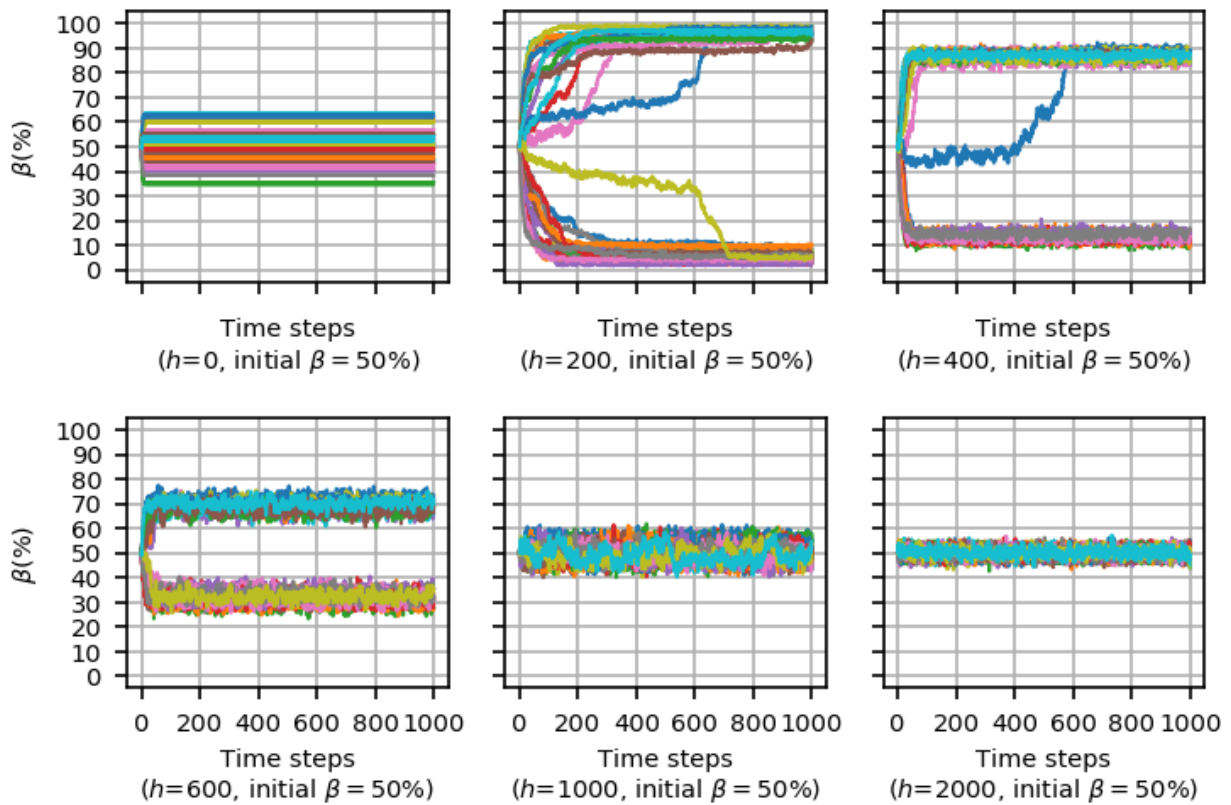 100
90
80
70
60
50
40
30
20
10
0
β(%)
Time steps
(h=0, initial β = 50%)
Time steps
(h=200, initial β = 50%)
Time steps
(h=400, initial β = 50%)
100
90
80
70
60
50
40
30
20
10
0
β(%)
0 200 400 600 800 1000
Time steps
(h=600, initial β = 50%)
0 200 400 600 800 1000
Time steps
(h=1000, initial β = 50%)
0 200 400 600 800 1000
Time steps
(h=2000, initial β = 50%)